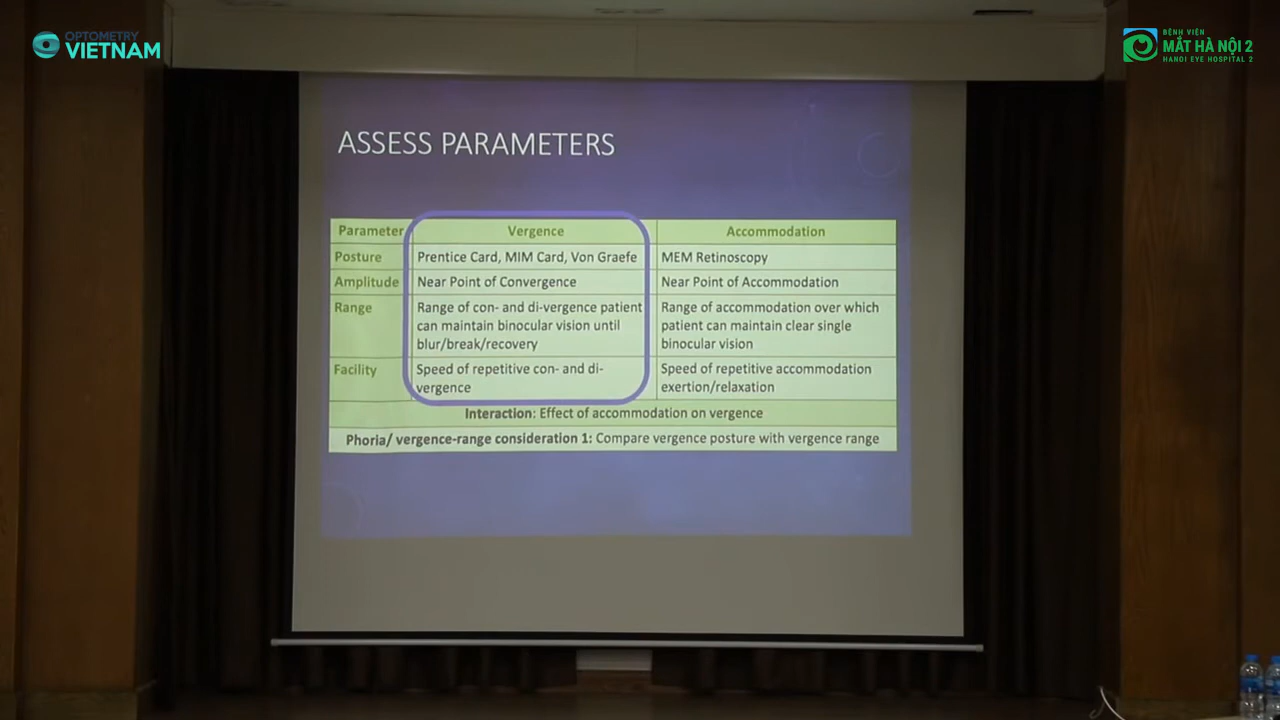 OPTOMETRY
VIETNAM
BỆNH VIỆN
MẮT HÀ NỘI 2
HANOI EYE HOSPITAL 2
ASSESS PARAMETERS
Parameter Vergence Accommodation
Posture Prentice Card, MIM Card, Von Graefe MEM Retinoscopy
Amplitude Near Point of Convergence Near Point of Accommodation
Range Range of con- and di-vergence patient Range of accommodation over which
can maintain binocular vision until patient can maintain clear single
blur/break/recovery binocular vision
Facility Speed of repetitive con- and di- Speed of repetitive accommodation
vergence exertion/relaxation
Interaction: Effect of accommodation on vergence
Phoria/ vergence-range consideration 1: Compare vergence posture with vergence range